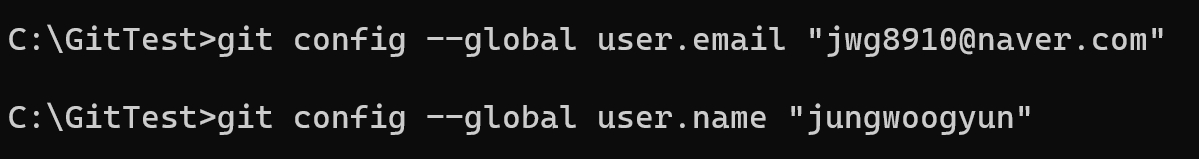 C:\GitTest>git config --global user.email "jwg8910@naver.com"
C:\GitTest>git config --global user.name "jungwoogyun"